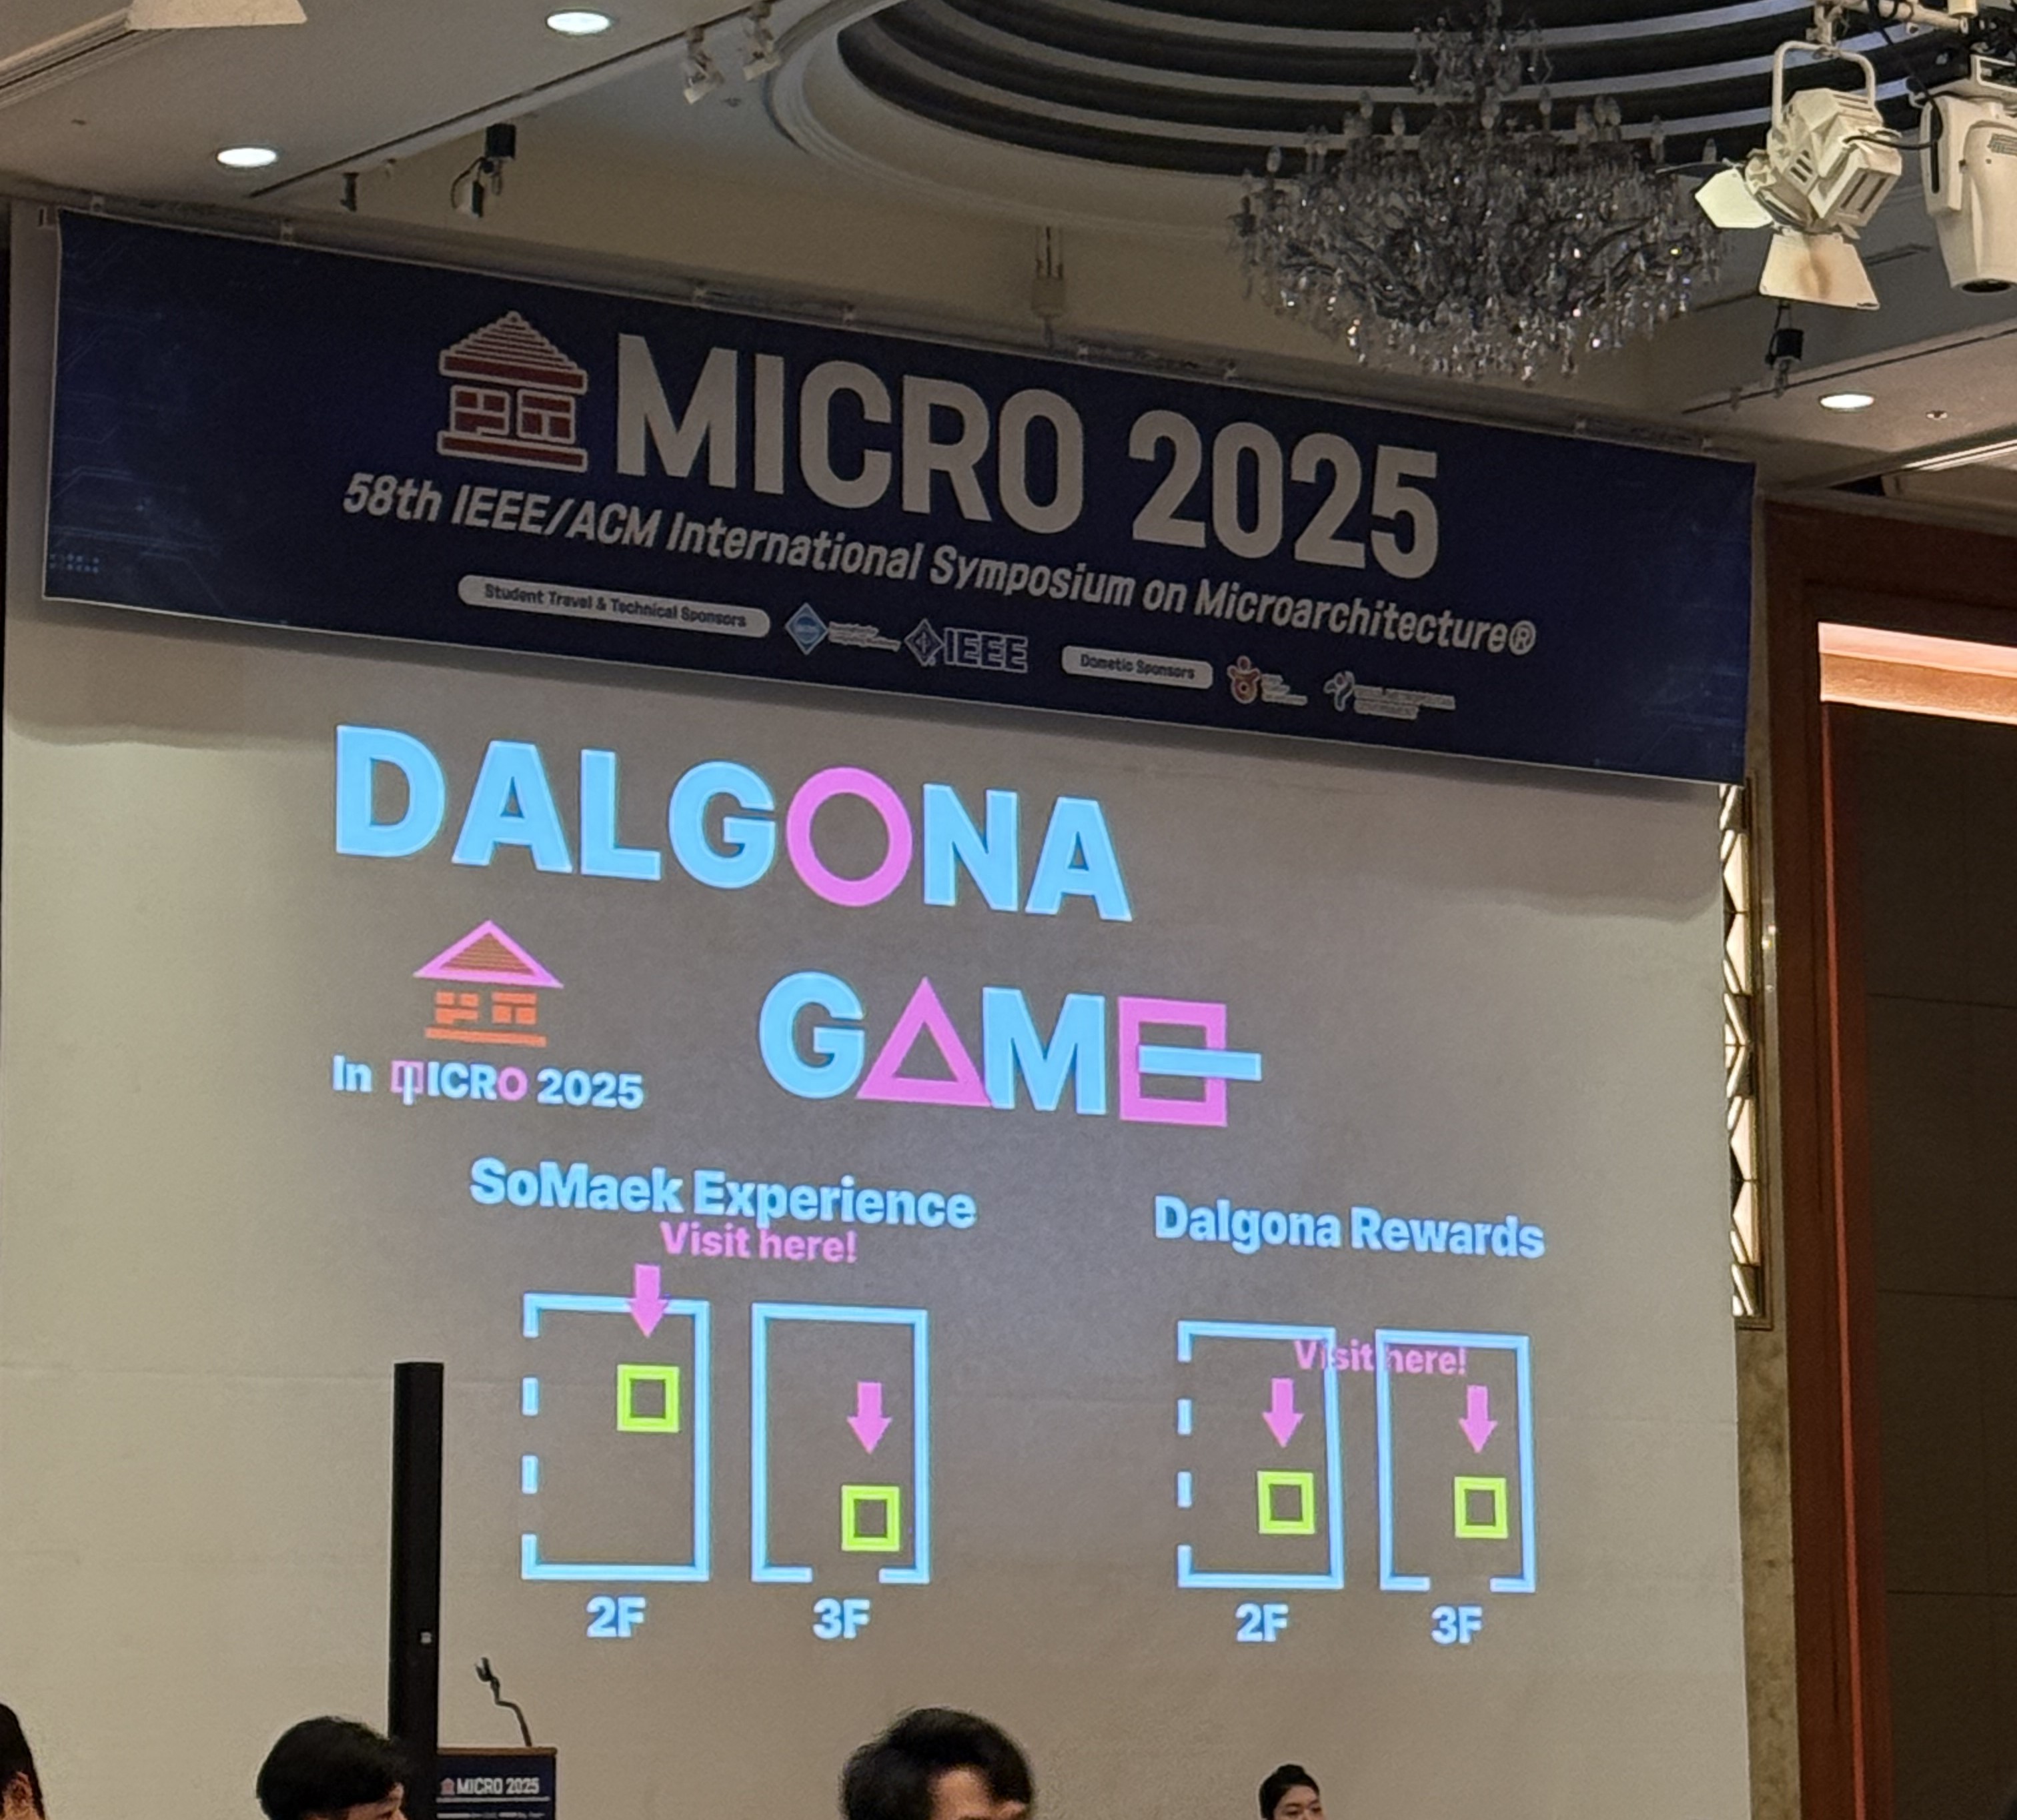 MICRO 2025
58th IEEE/ACM International Symposium on Microarchitecture®
Student Travel & Technical Sponsors
IEEE
Dometic Sponsors
DALGONA
GAME
In MICRO 2025
SoMaek Experience
Visit here!
2F
3F
Dalgona Rewards
Visit here!
2F
3F
MICRO 2025